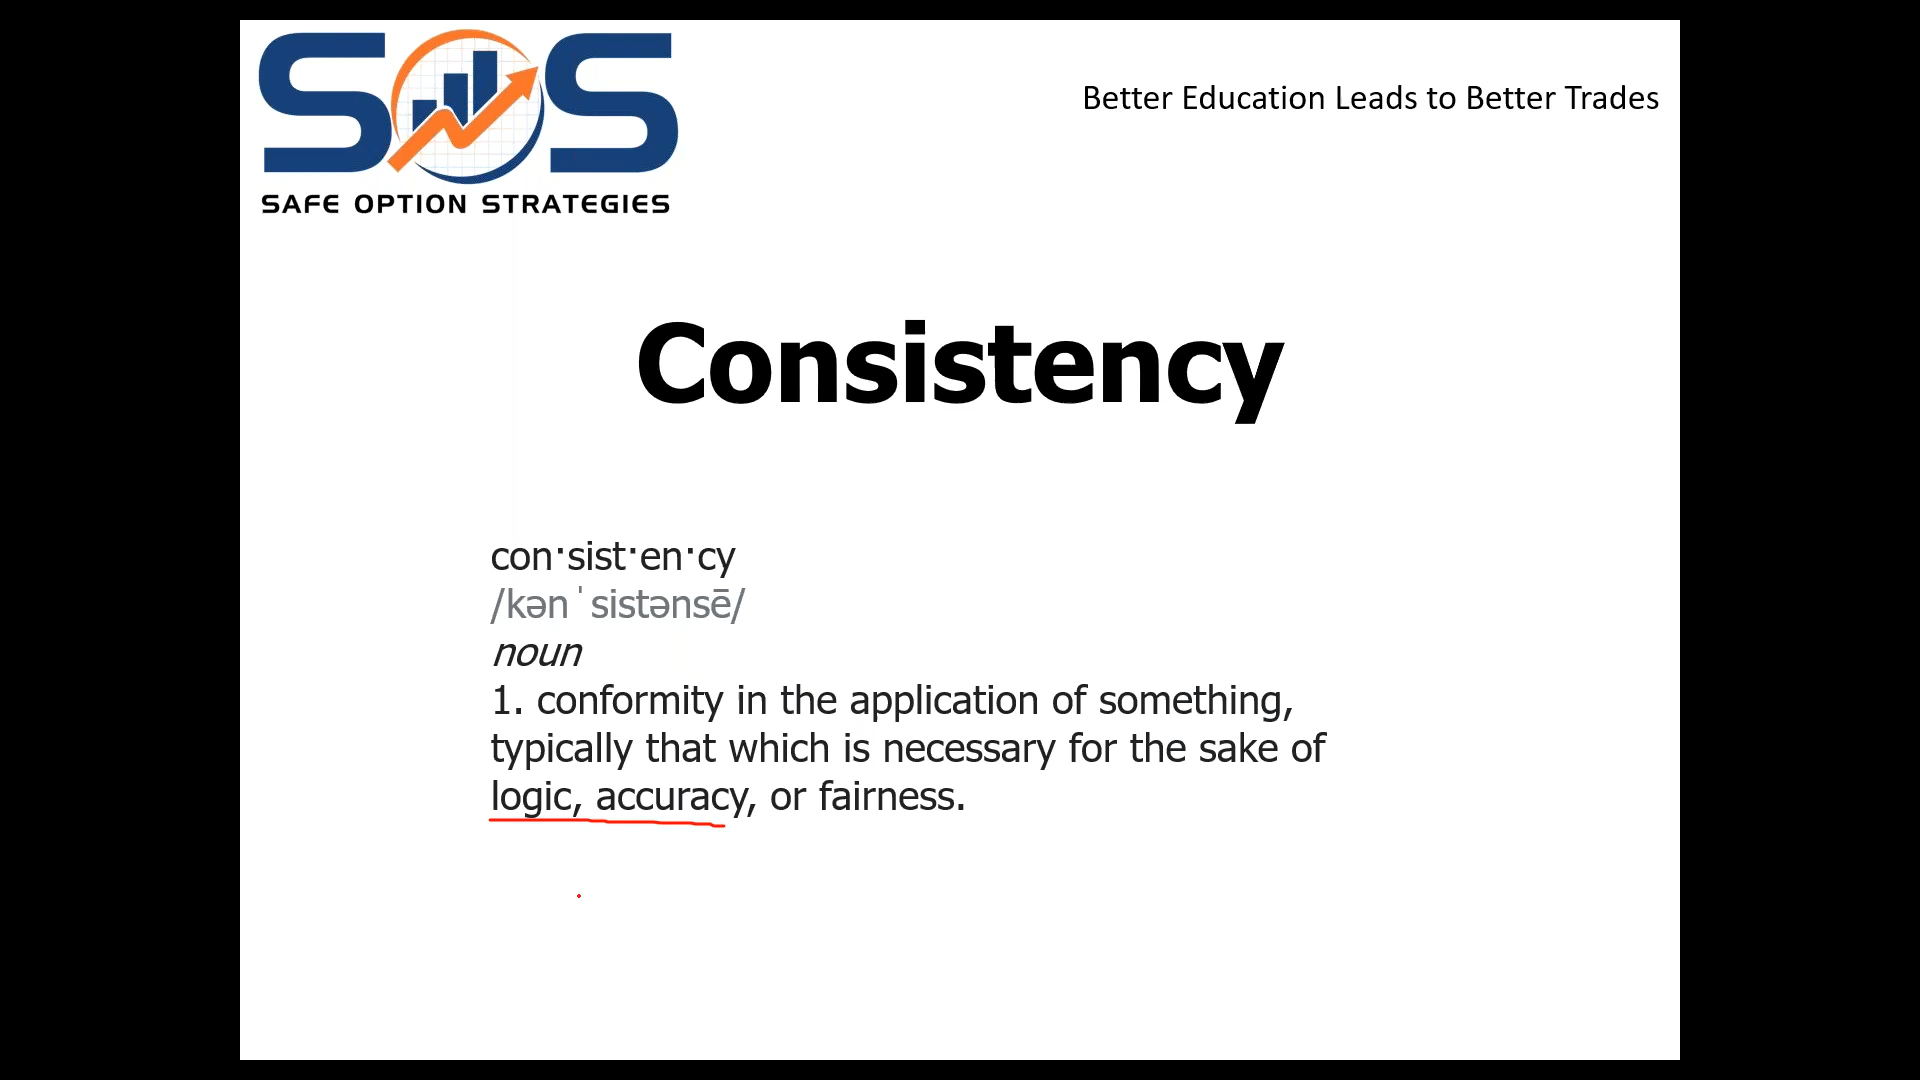 SOS
SAFE OPTION STRATEGIES
Better Education Leads to Better Trades
Consistency
con·sist·en·cy
/kənˈsistənsē/
noun
1. conformity in the application of something,
typically that which is necessary for the sake of
logic, accuracy, or fairness.